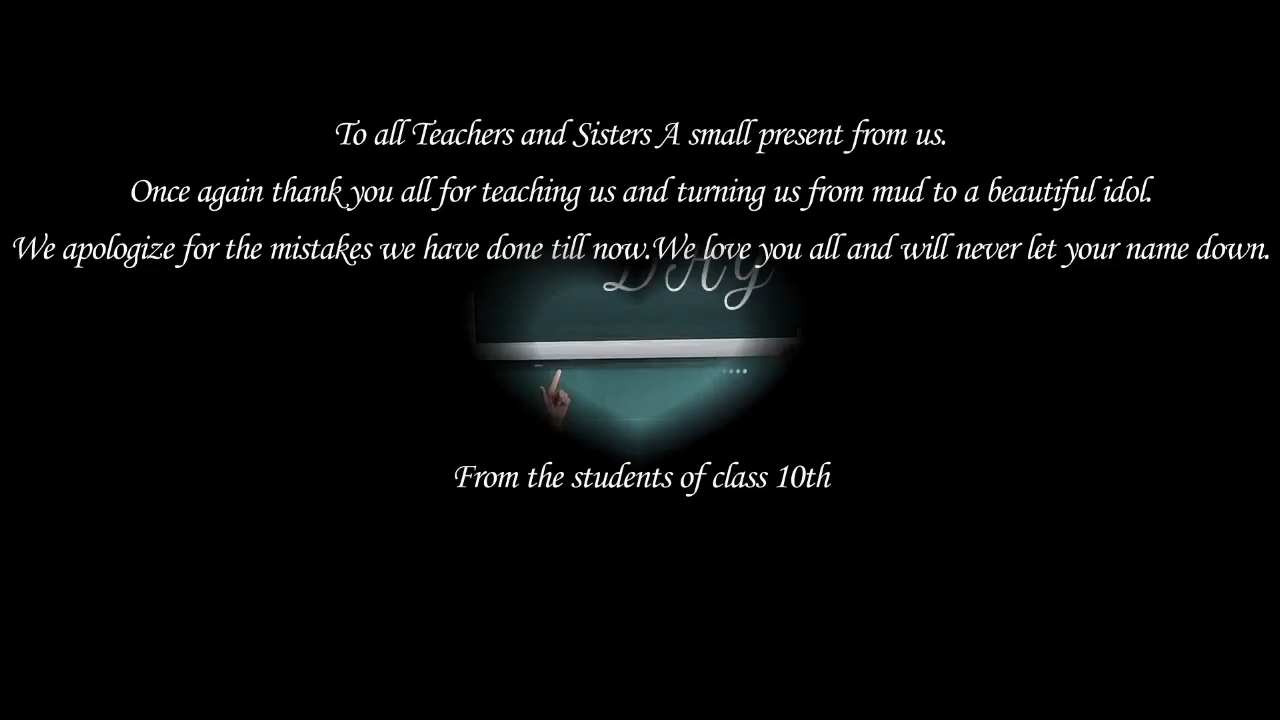 To all Teachers and Sisters A small present from us.
Once again thank you all for teaching us and turning us from mud to a beautiful idol.
We apologize for the mistakes we have done till now.We love you all and will never let your name down.
From the students of class 10th